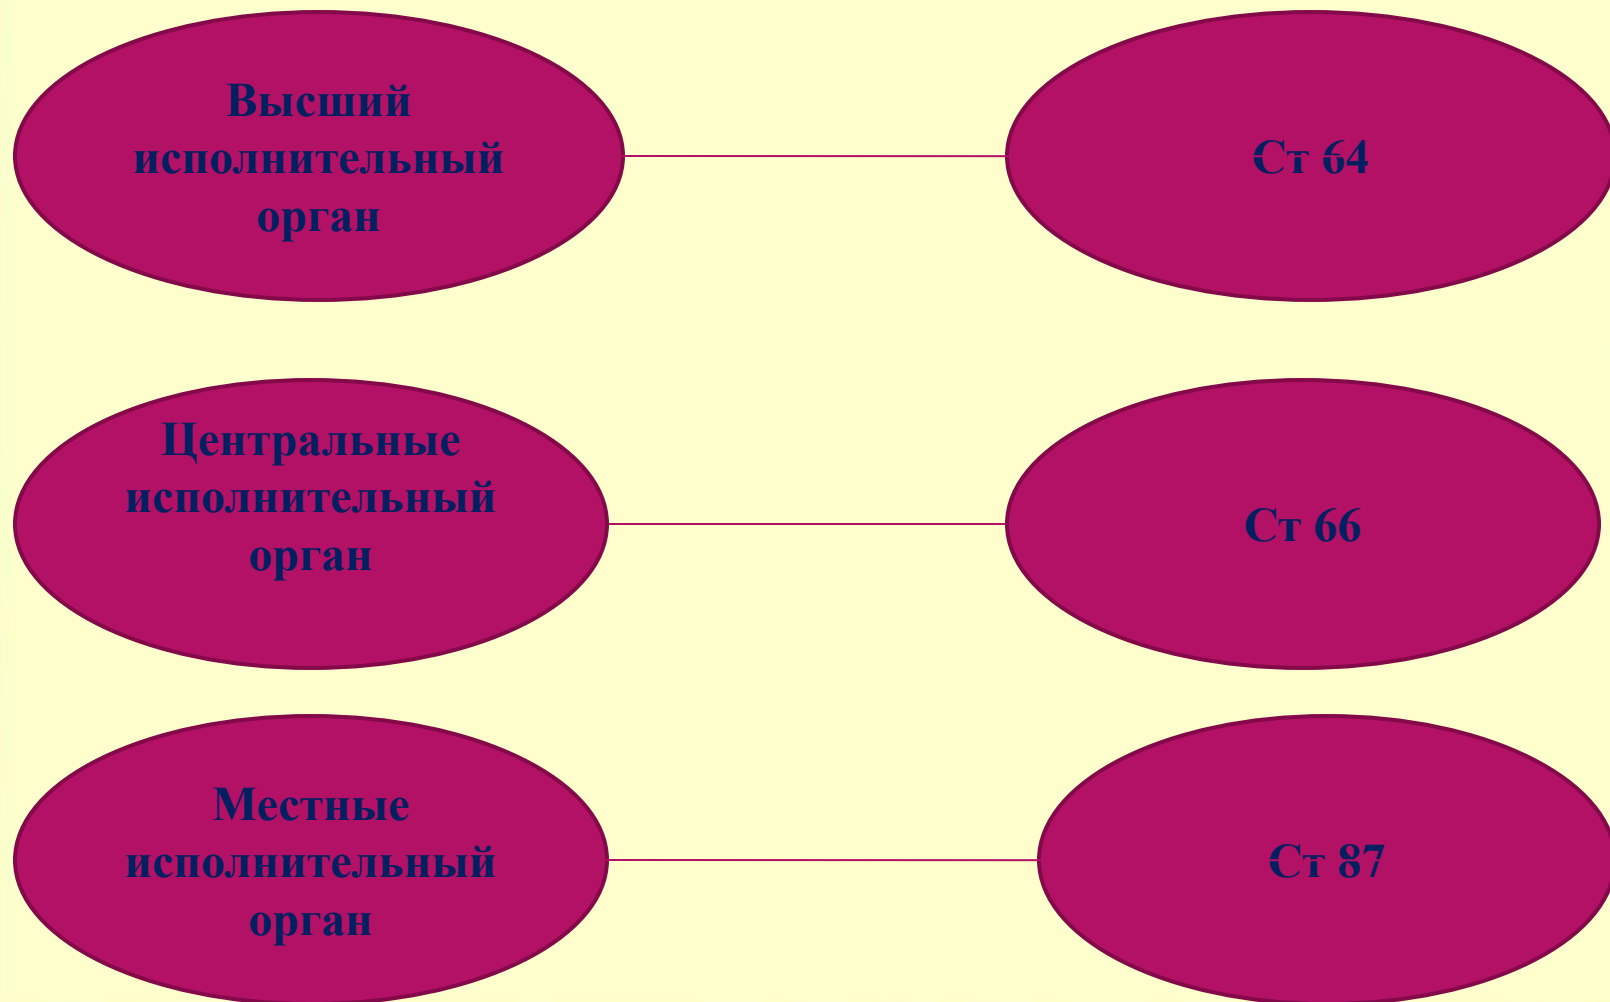 Высший
исполнительный
орган
Ст 64
Центральные
исполнительный
орган
Ст 66
Местные
исполнительный
орган
Ст 87